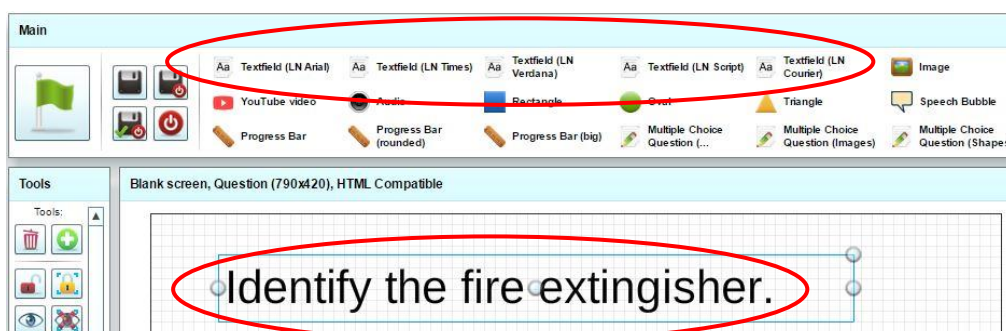 Main
Aa Textfield (LN Arial)
Aa Textfield (LN Times)
Aa Textfield (LN
Verdana)
Aa Textfield (LN Script)
Aa Textfield (LN
Courier)
Image
YouTube video
Audio
Rectangle
Oval
Triangle
Speech Bubble
Progress Bar
Progress Bar
(rounded)
Progress Bar (big)
Multiple Choice
Question (...
Multiple Choice
Question (Images)
Multiple Choice
Question (Shapes
Tools
Blank screen, Question (790x420), HTML Compatible
Tools:
Identify the fire extingisher.